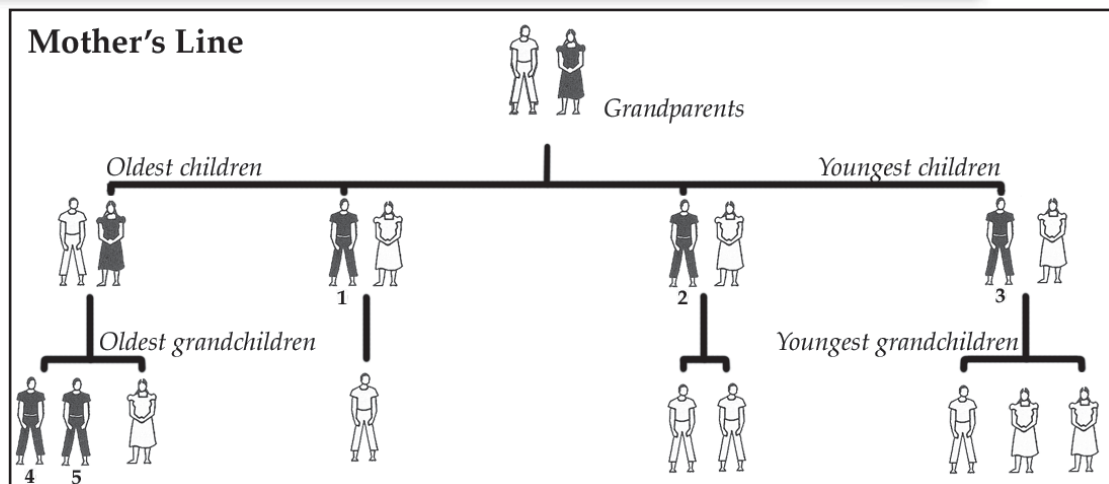 Mother's Line
Grandparents
Oldest children
Youngest children
1
2
3
Oldest grandchildren
Youngest grandchildren
4
5